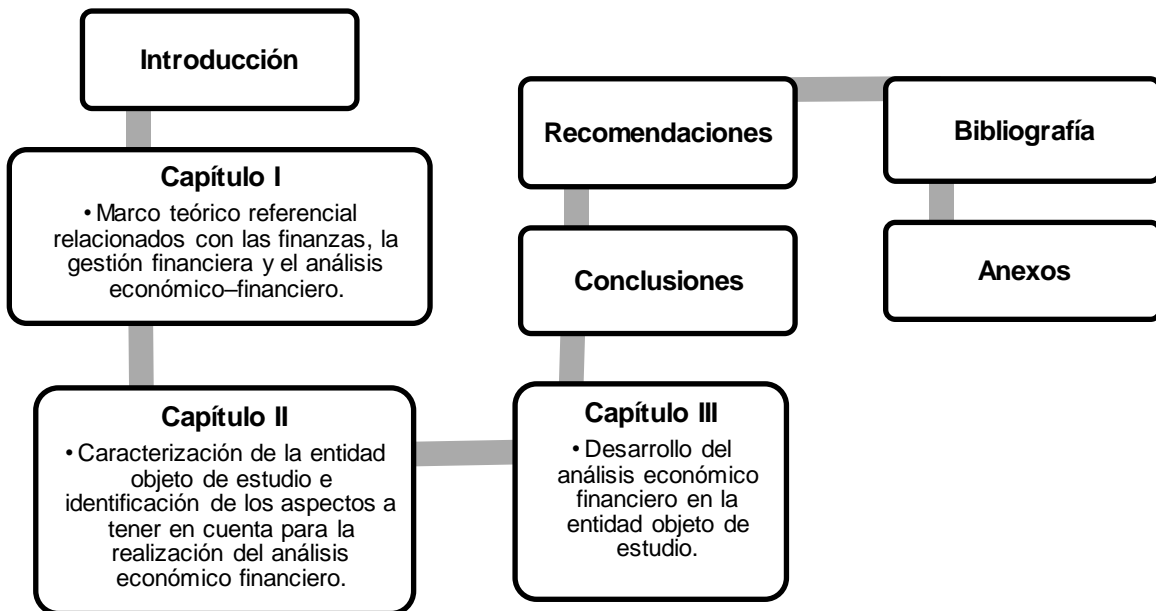 Introducción
Capítulo I
• Marco teórico referencial
relacionados con las finanzas, la
gestión financiera y el análisis
económico–financiero.
Capítulo II
• Caracterización de la entidad
objeto de estudio e
identificación de los aspectos a
tener en cuenta para la
realización del análisis
económico financiero.
Capítulo III
• Desarrollo del
análisis económico
financiero en la
entidad objeto de
estudio.
Conclusiones
Recomendaciones
Bibliografía
Anexos